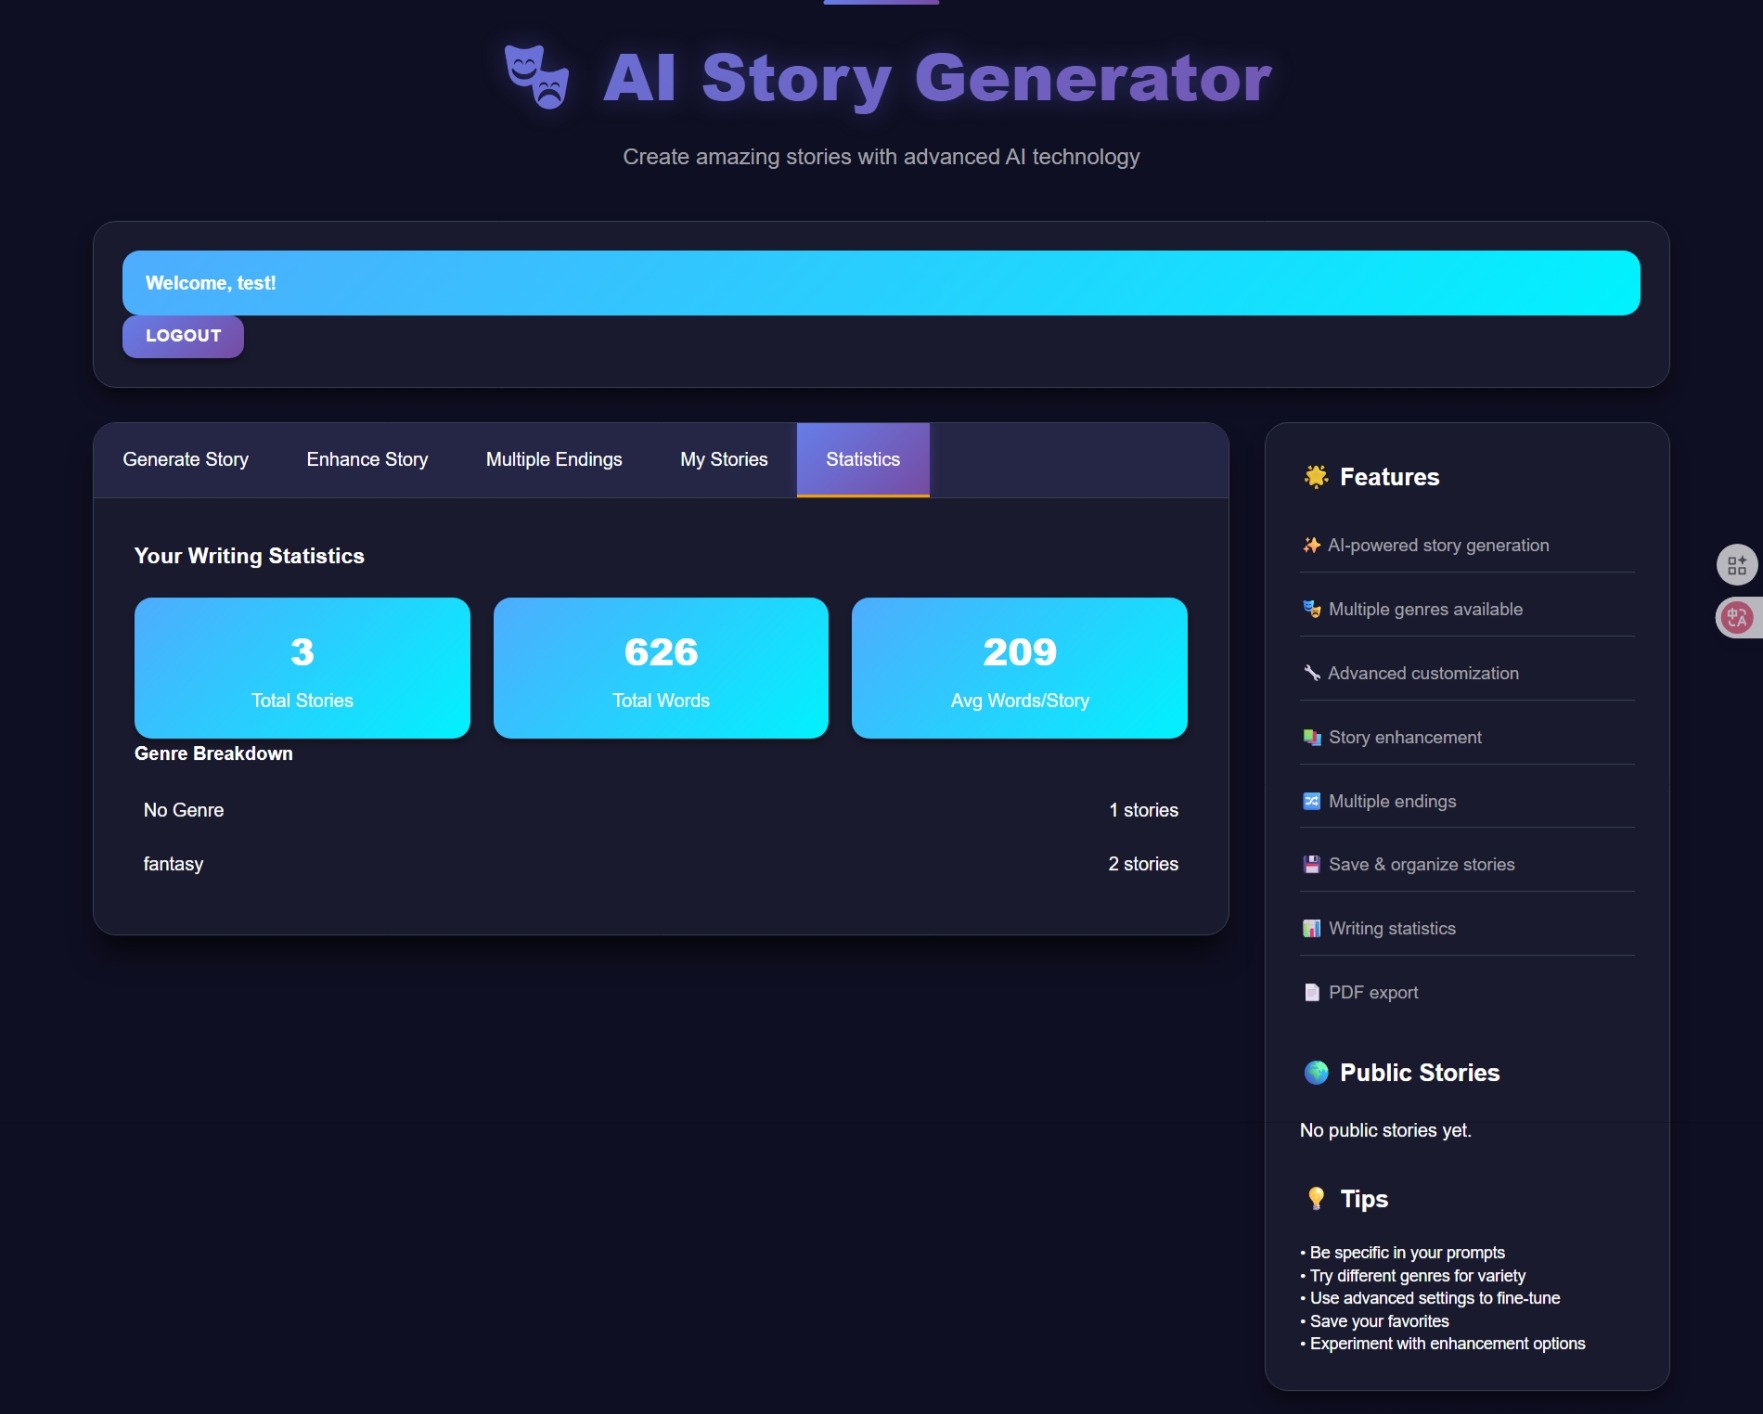 AI Story Generator
Create amazing stories with advanced AI technology
Welcome, test!
LOGOUT
Generate Story
Enhance Story
Multiple Endings
My Stories
Statistics
Your Writing Statistics
3
Total Stories
626
Total Words
209
Avg Words/Story
Genre Breakdown
No Genre
1 stories
fantasy
2 stories
Features
AI-powered story generation
Multiple genres available
Advanced customization
Story enhancement
Multiple endings
Save & organize stories
Writing statistics
PDF export
Public Stories
No public stories yet.
Tips
• Be specific in your prompts
• Try different genres for variety
• Use advanced settings to fine-tune
• Save your favorites
• Experiment with enhancement options
中
A